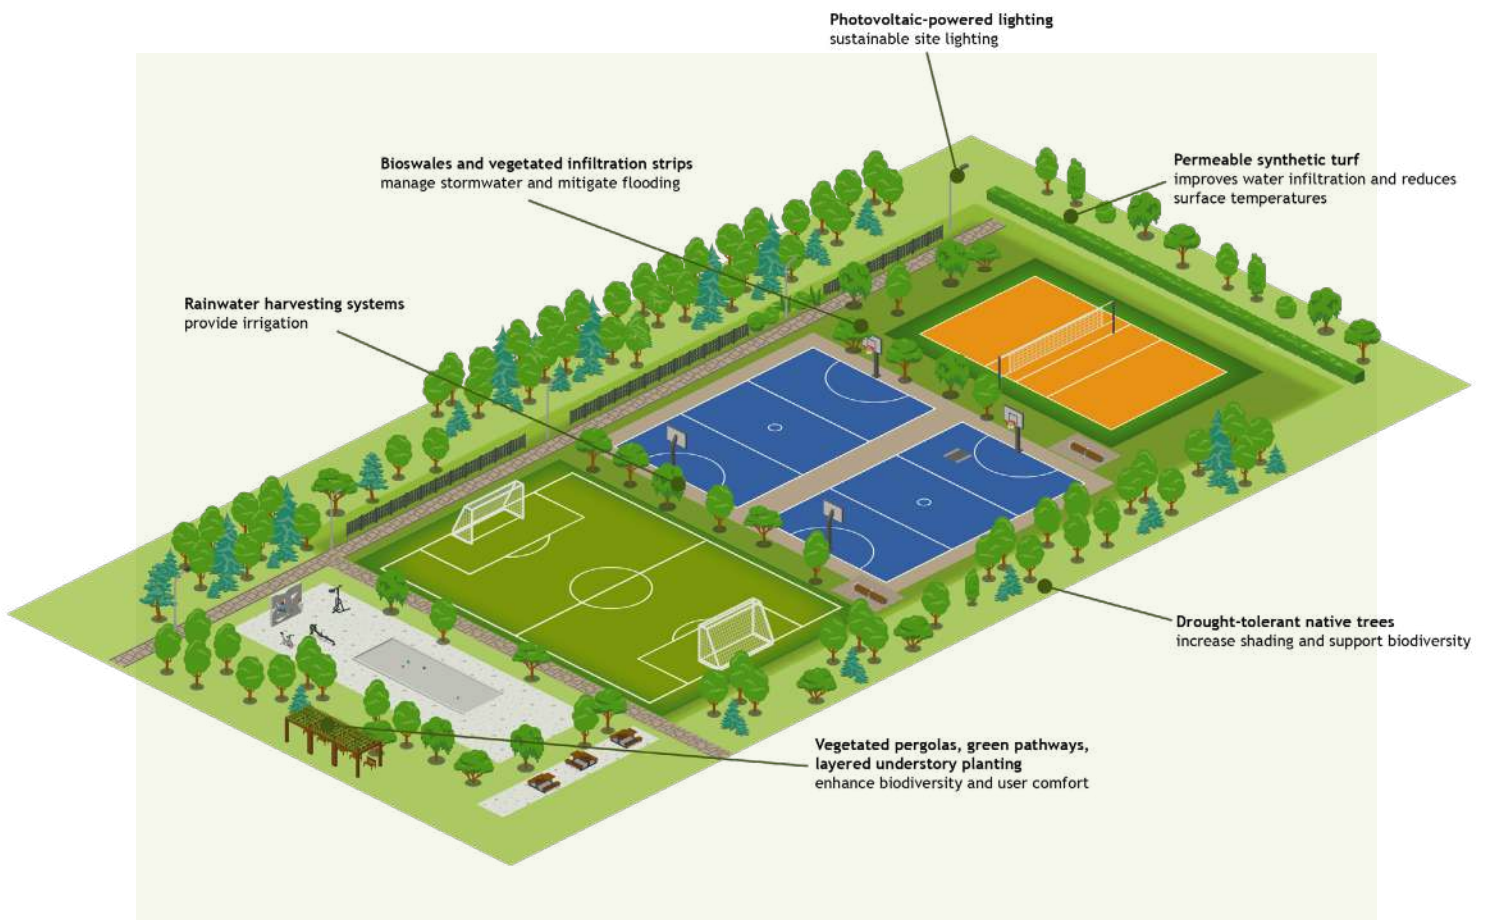 Photovoltaic-powered lighting
sustainable site lighting
Bioswales and vegetated infiltration strips
manage stormwater and mitigate flooding
Permeable synthetic turf
improves water infiltration and reduces
surface temperatures
Rainwater harvesting systems
provide irrigation
Drought-tolerant native trees
increase shading and support biodiversity
Vegetated pergolas, green pathways,
layered understory planting
enhance biodiversity and user comfort